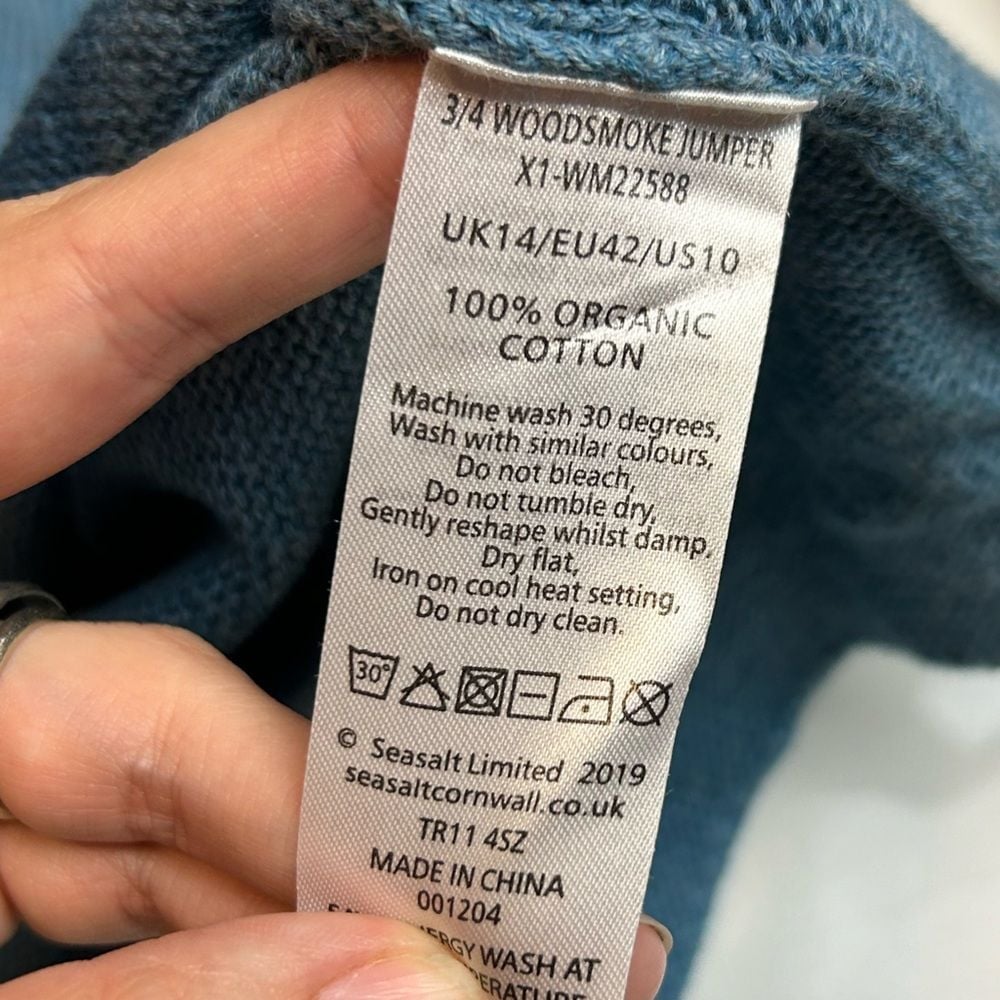 3/4 WOODSMOKE JUMPER
X1-WM22588
UK14/EU42/US10
100% ORGANIC
COTTON
Machine wash 30 degrees,
Wash with similar colours,
Do not bleach,
Do not tumble dry,
Gently reshape whilst damp,
Dry flat,
Iron on cool heat setting,
Do not dry clean.
30°
© Seasalt Limited 2019
seasaltcornwall.co.uk
TR11 4SZ
MADE IN CHINA
001204
WASH AT